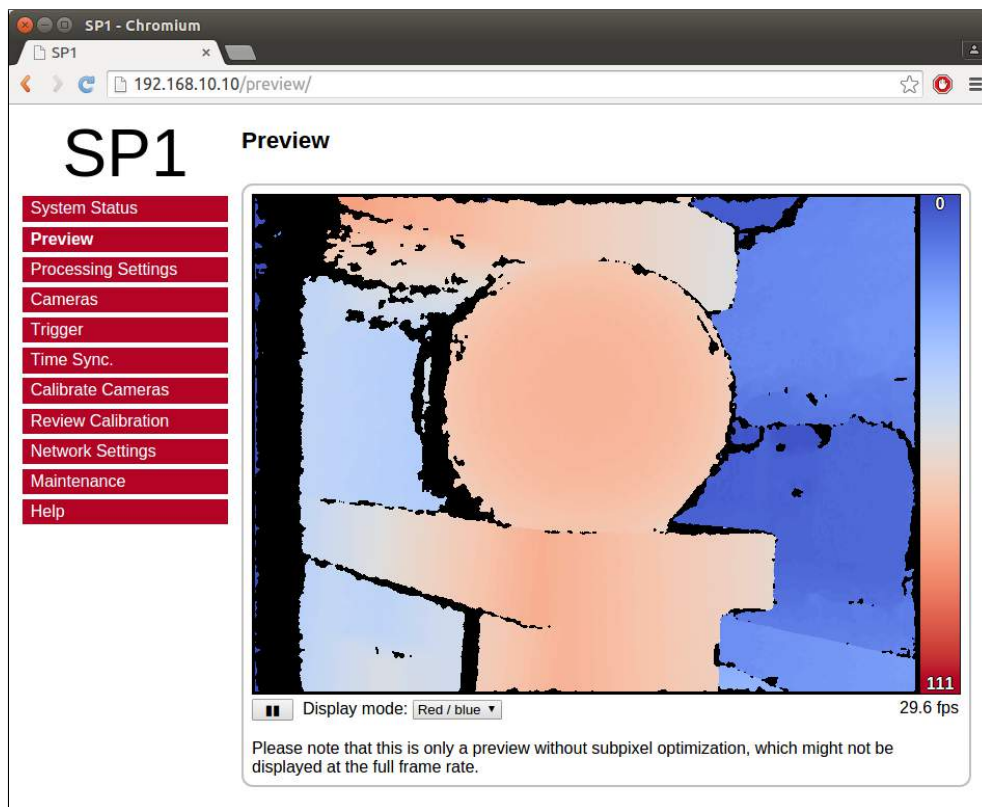 SP1 - Chromium
SP1
192.168.10.10/preview/
SP1
Preview
System Status
Preview
Processing Settings
Cameras
Trigger
Time Sync.
Calibrate Cameras
Review Calibration
Network Settings
Maintenance
Help
0
111
Display mode: Red / blue
29.6 fps
Please note that this is only a preview without subpixel optimization, which might not be
displayed at the full frame rate.